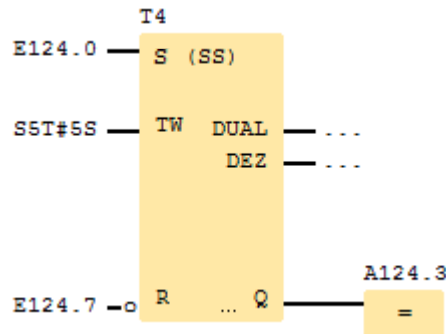 T4
E124.0 S (SS)
S5T#5S TW DUAL ...
DEZ ...
A124.3
E124.7 R ... Q =